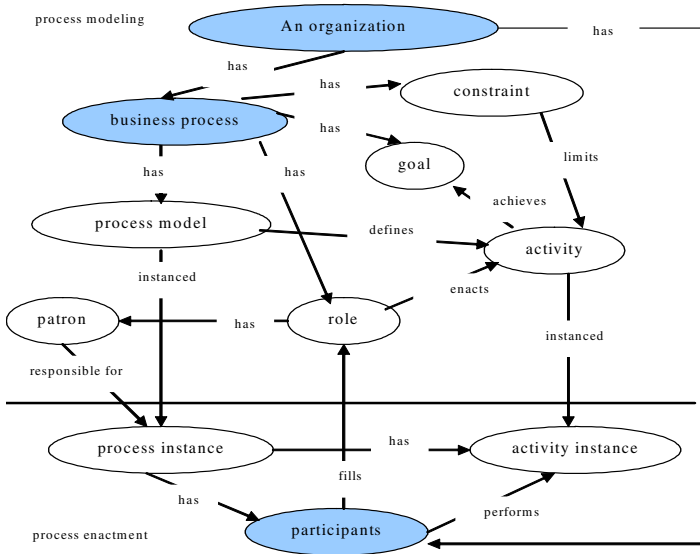 process modeling
An organization
has
has
has
constraint
business process
has
goal
limits
has
has
achieves
process model
defines
activity
instanced
enacts
patron
has
role
instanced
responsible for
process instance
has
activity instance
fills
has
participants
performs
process enactment